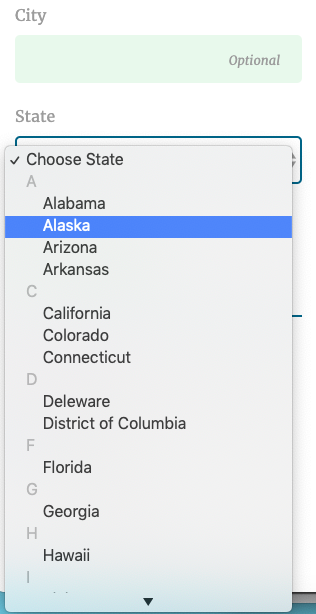 City
Optional
State
✓ Choose State
A
Alabama
Alaska
Arizona
Arkansas
C
California
Colorado
Connecticut
D
Deleware
District of Columbia
F
Florida
G
Georgia
H
Hawaii
I